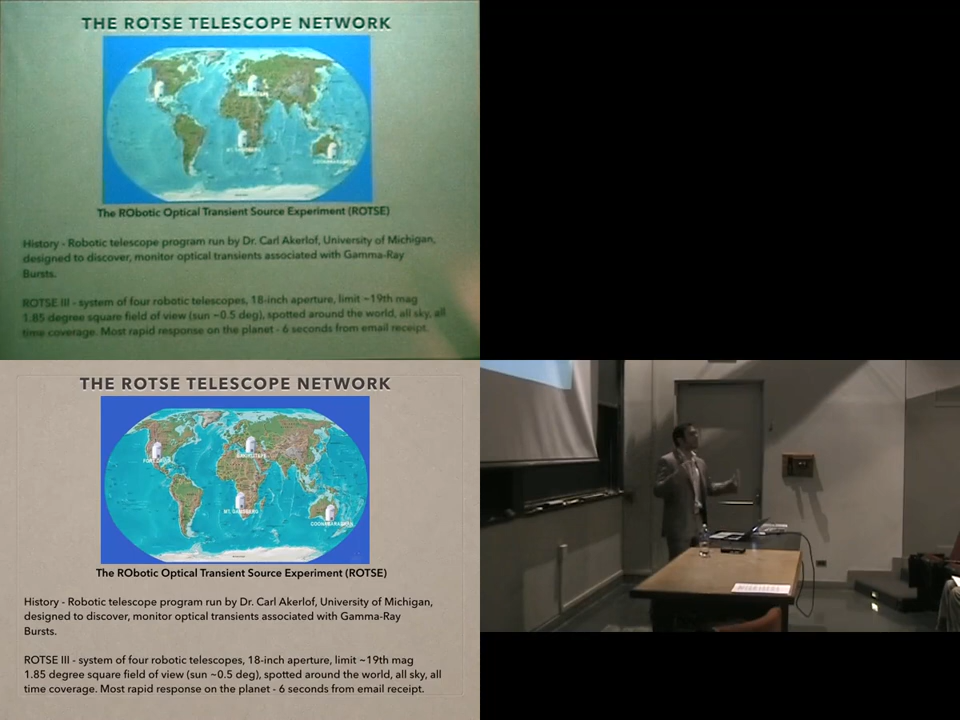 THE ROTSE TELESCOPE NETWORK
The RObotic Optical Transient Source Experiment (ROTSE)
History - Robotic telescope program run by Dr. Carl Akerlof, University of Michigan,
designed to discover, monitor optical transients associated with Gamma-Ray
Bursts.
ROTSE III - system of four robotic telescopes, 18-inch aperture, limit ~19th mag
1.85 degree square field of view (sun ~0.5 deg), spotted around the world, all sky, all
time coverage. Most rapid response on the planet - 6 seconds from email receipt.
THE ROTSE TELESCOPE NETWORK
MT. GAMSBERG
The RObotic Optical Transient Source Experiment (ROTSE)
History - Robotic telescope program run by Dr. Carl Akerlof, University of Michigan,
designed to discover, monitor optical transients associated with Gamma-Ray
Bursts.
ROTSE III - system of four robotic telescopes, 18-inch aperture, limit ~19th mag
1.85 degree square field of view (sun ~0.5 deg), spotted around the world, all sky, all
time coverage. Most rapid response on the planet - 6 seconds from email receipt.